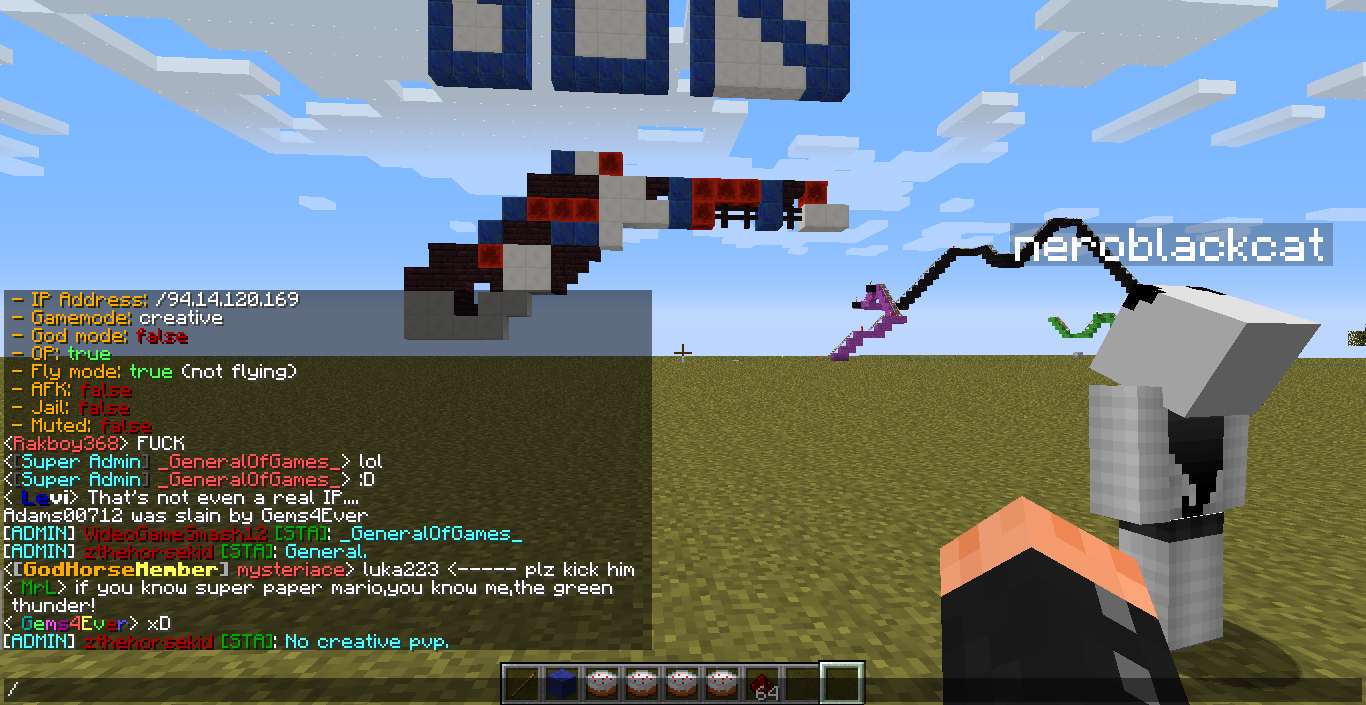 GUN
neroblackcat
- IP Address: /94.14.120.169
- Gamemode: creative
- God mode: false
- OP: true
- Fly mode: true (not flying)
- AFK: false
- Jail: false
- Muted: false
<Rakboy368> FUCK
<[Super Admin] _GeneralOfGames_> lol
<[Super Admin] _GeneralOfGames_> :D
< Levi> That's not even a real IP....
Adams00712 was slain by Gems4Ever
[ADMIN] VideoGameSmash12 [STA]: _GeneralOfGames_
[ADMIN] zthehorsekid [STA]: General.
<[GodHorseMember] mysteriace> luka223 <----- plz kick him
< MrL> if you know super paper mario,you know me,the green
thunder!
< Gems4Ever> xD
[ADMIN] zthehorsekid [STA]: No creative pvp.
64
/